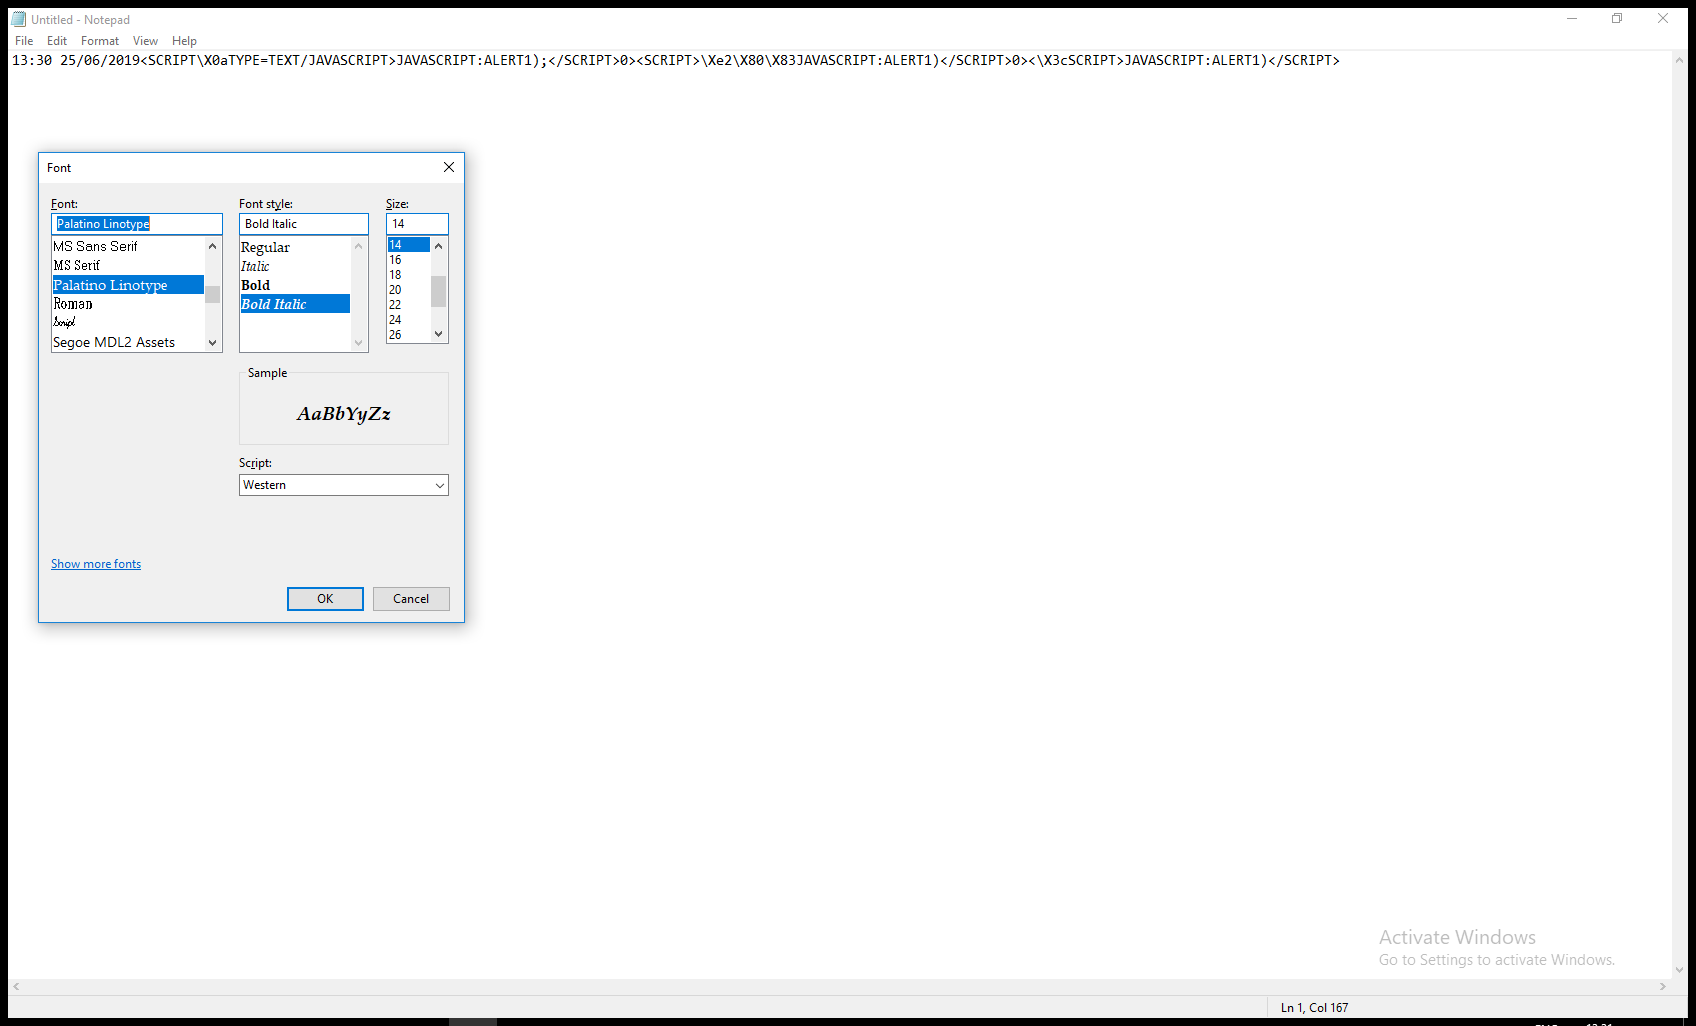 Untitled - Notepad
File Edit Format View Help
13:30 25/06/2019<SCRIPT\X0aTYPE=TEXT/JAVASCRIPT>JAVASCRIPT:ALERT1);</SCRIPT>0><SCRIPT>\Xe2\X80\X83JAVASCRIPT:ALERT1)</SCRIPT>0><\X3cSCRIPT>JAVASCRIPT:ALERT1)</SCRIPT>
Font
Font: Font style: Size:
Palatino Linotype Bold Italic 14
MS Sans Serif
MS Serif
Palatino Linotype
Roman
Script
Segoe MDL2 Assets
Regular
Italic
Bold
Bold Italic
14
16
18
20
22
24
26
Sample
AaBbYyZz
Script:
Western
Show more fonts
OK Cancel
Activate Windows
Go to Settings to activate Windows.
Ln 1, Col 167